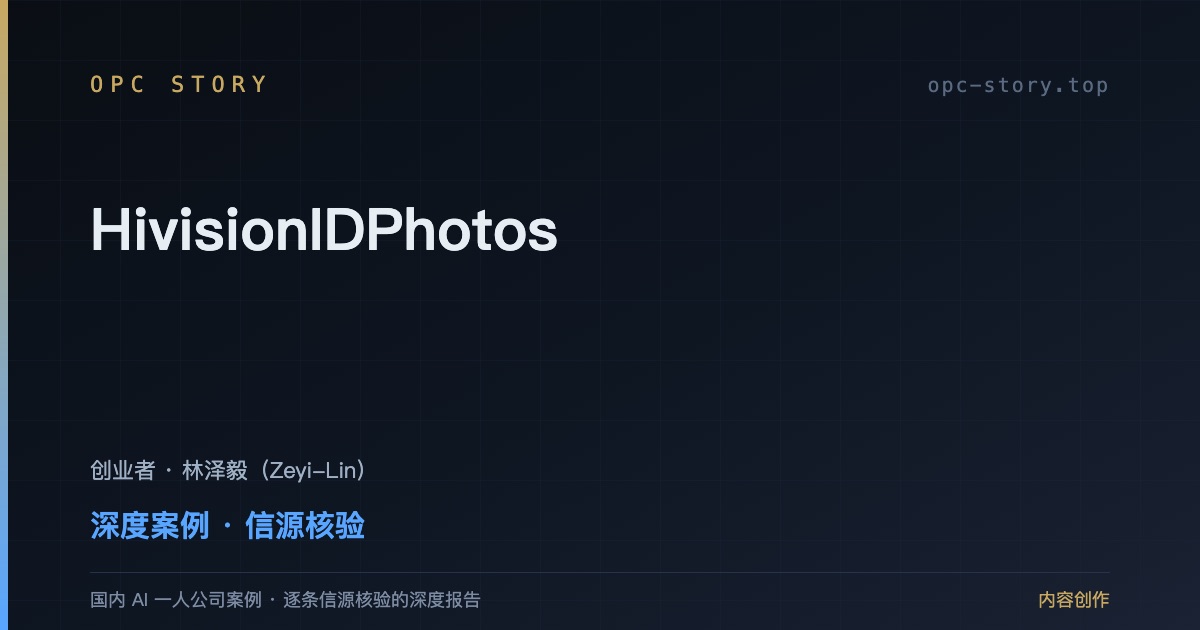 OPC STORY
opc-story.top
HivisionIDPhotos
创业者 · 林泽毅（Zeyi-Lin）
深度案例 · 信源核验
国内 AI 一人公司案例 · 逐条信源核验的深度报告
内容创作